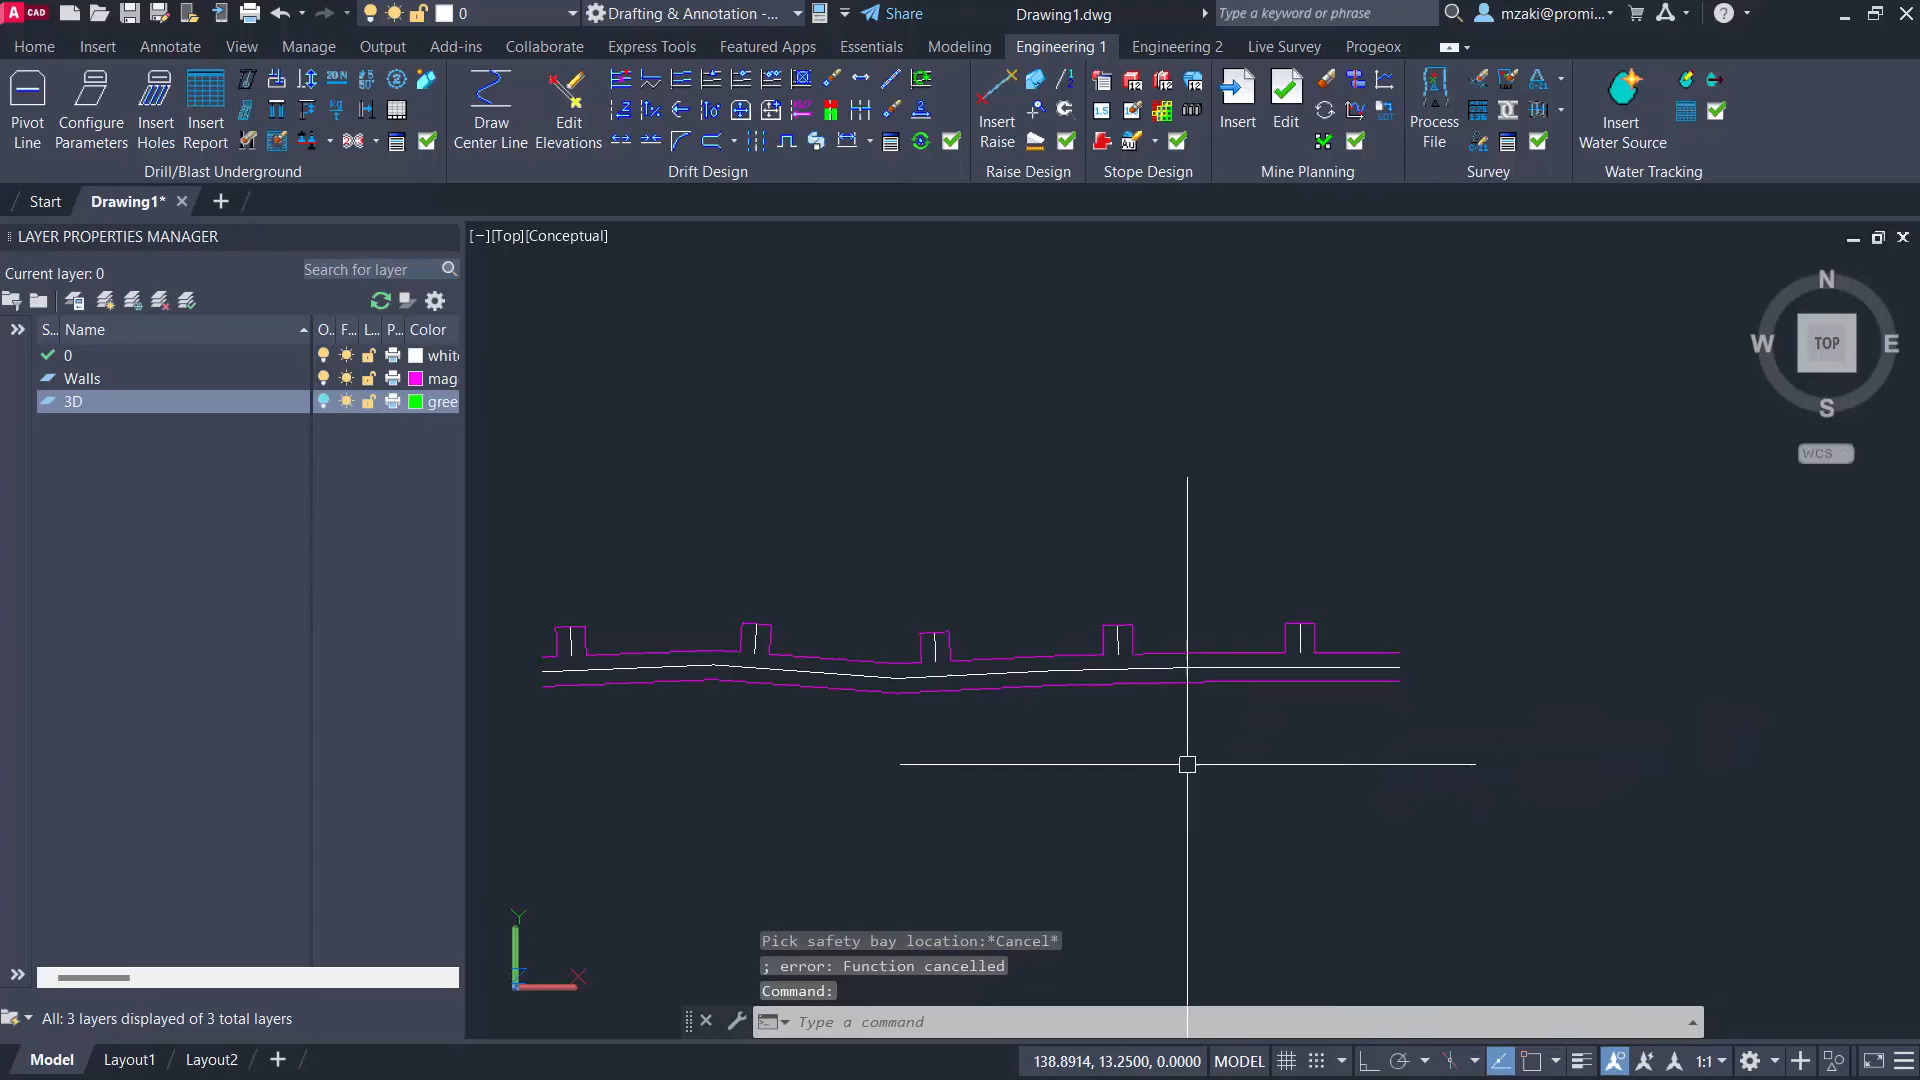 A CAD
0
Drafting & Annotation -...
Share
Drawing1.dwg
Type a keyword or phrase
mzaki@promi...
Home Insert Annotate View Manage Output Add-ins Collaborate Express Tools Featured Apps Essentials Modeling Engineering 1 Engineering 2 Live Survey Progeox
Pivot Line
Configure Parameters
Insert Holes
Insert Report
Drill/Blast Underground
Draw Center Line
Edit Elevations
Drift Design
Insert Raise
Raise Design
Stope Design
Insert
Edit
Mine Planning
Process File
Survey
Insert Water Source
Water Tracking
Start
Drawing1*
LAYER PROPERTIES MANAGER
[−][Top][Conceptual]
Current layer: 0
Search for layer
S.. Name O. F... L... P.. Color
0 whit
Walls mag
3D gree
N
W TOP E
S
WCS
Y
X
Z
Pick safety bay location:*Cancel*
; error: Function cancelled
Command:
Type a command
All: 3 layers displayed of 3 total layers
Model Layout1 Layout2
138.8914, 13.2500, 0.0000 MODEL
1:1